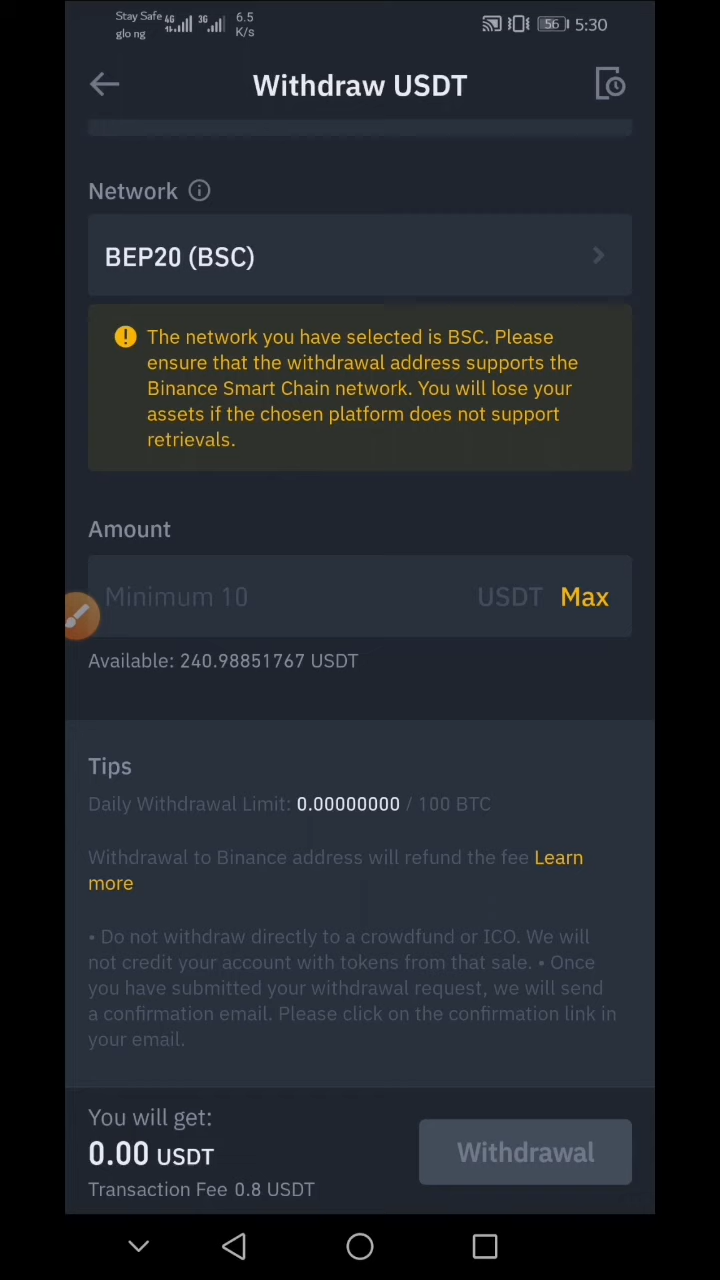 Stay Safe 4G 3G 6.5
glo ng K/s 56 5:30
Withdraw USDT
Network
BEP20 (BSC)
The network you have selected is BSC. Please
ensure that the withdrawal address supports the
Binance Smart Chain network. You will lose your
assets if the chosen platform does not support
retrievals.
Amount
Minimum 10 USDT Max
Available: 240.98851767 USDT
Tips
Daily Withdrawal Limit: 0.00000000 / 100 BTC
Withdrawal to Binance address will refund the fee Learn
more
• Do not withdraw directly to a crowdfund or ICO. We will
not credit your account with tokens from that sale. • Once
you have submitted your withdrawal request, we will send
a confirmation email. Please click on the confirmation link in
your email.
You will get:
0.00 USDT
Transaction Fee 0.8 USDT
Withdrawal